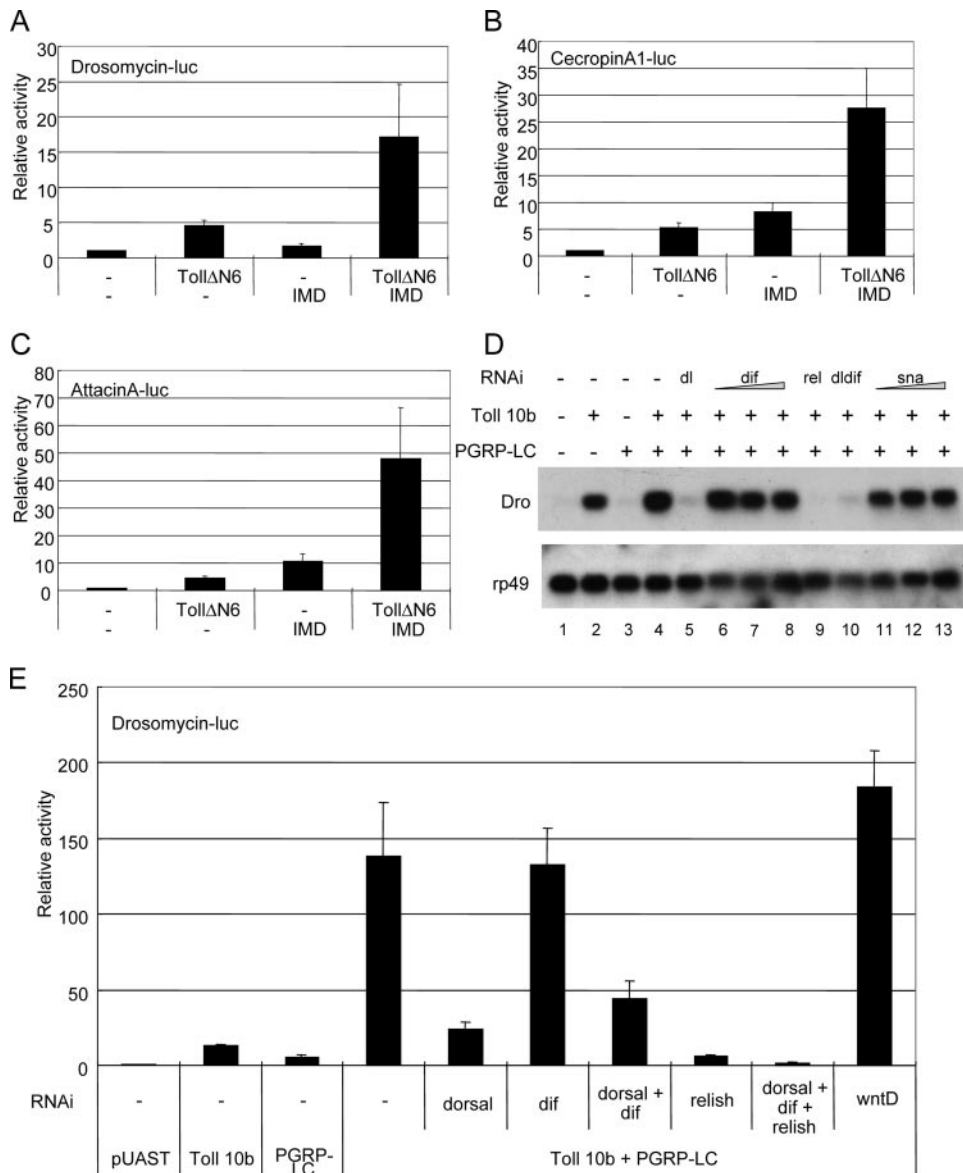 A
Drosomycin-luc
Relative activity
30
25
20
15
10
5
0
- TollΔN6 - TollΔN6
- - IMD IMD
B
CecropinA1-luc
Relative activity
40
35
30
25
20
15
10
5
0
- TollΔN6 - TollΔN6
- - IMD IMD
C
AttacinA-luc
Relative activity
80
70
60
50
40
30
20
10
0
- TollΔN6 - TollΔN6
- - IMD IMD
D
RNAi - - - - dl dif rel dldif sna
Toll 10b - + - + + + + + + + + + +
PGRP-LC - - + + + + + + + + + + +
Dro
rp49
1 2 3 4 5 6 7 8 9 10 11 12 13
E
Drosomycin-luc
Relative activity
250
200
150
100
50
0
RNAi - - - - dorsal dif dorsal + dif relish dorsal + dif + relish wntD
pUAST Toll 10b PGRP-LC Toll 10b + PGRP-LC